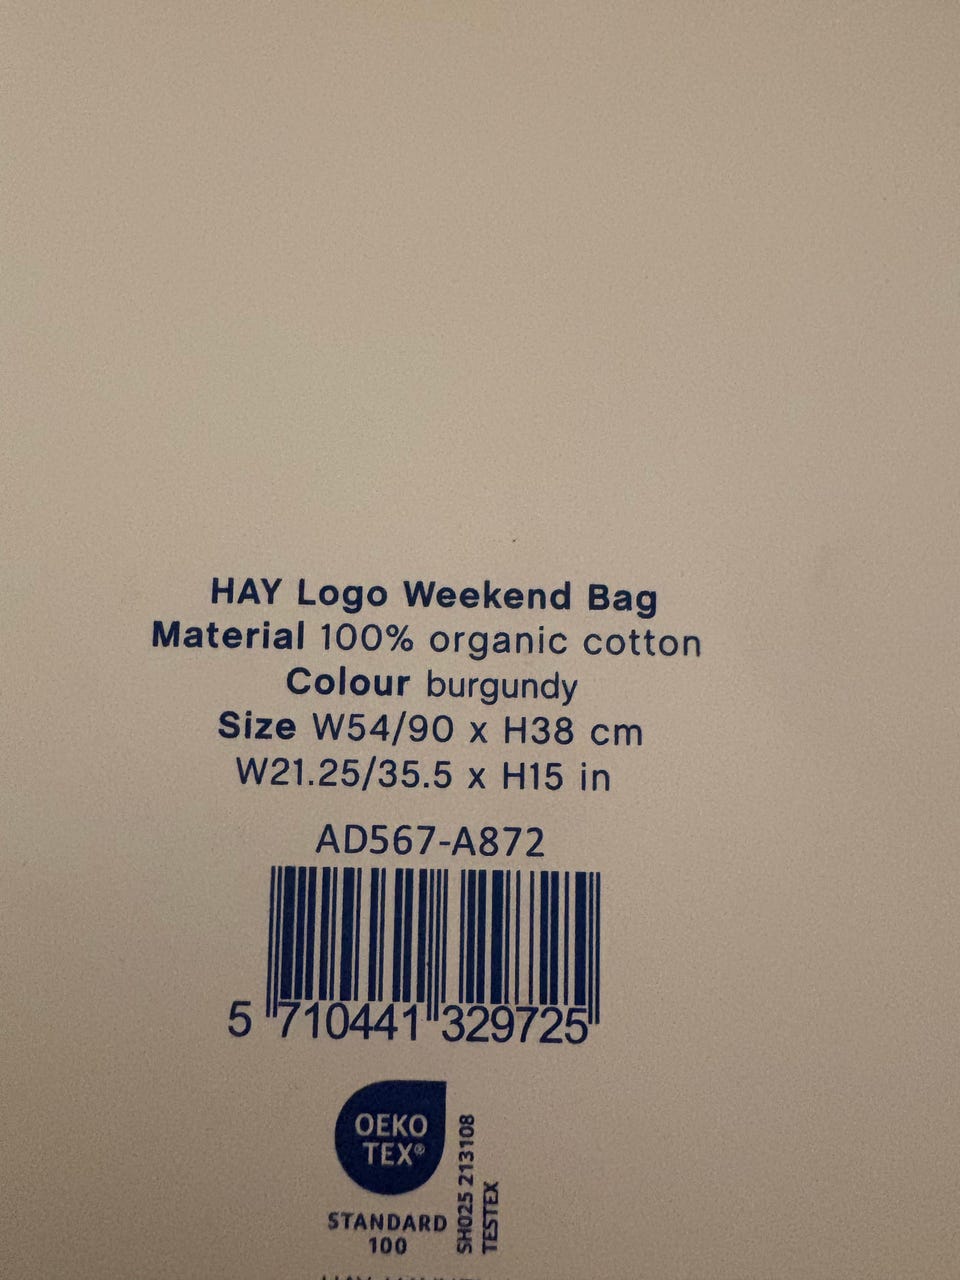 HAY Logo Weekend Bag
Material 100% organic cotton
Colour burgundy
Size W54/90 x H38 cm
W21.25/35.5 x H15 in
AD567-A872
5 710441 329725
OEKO
TEX®
SH025 213108
TESTEX
STANDARD
100